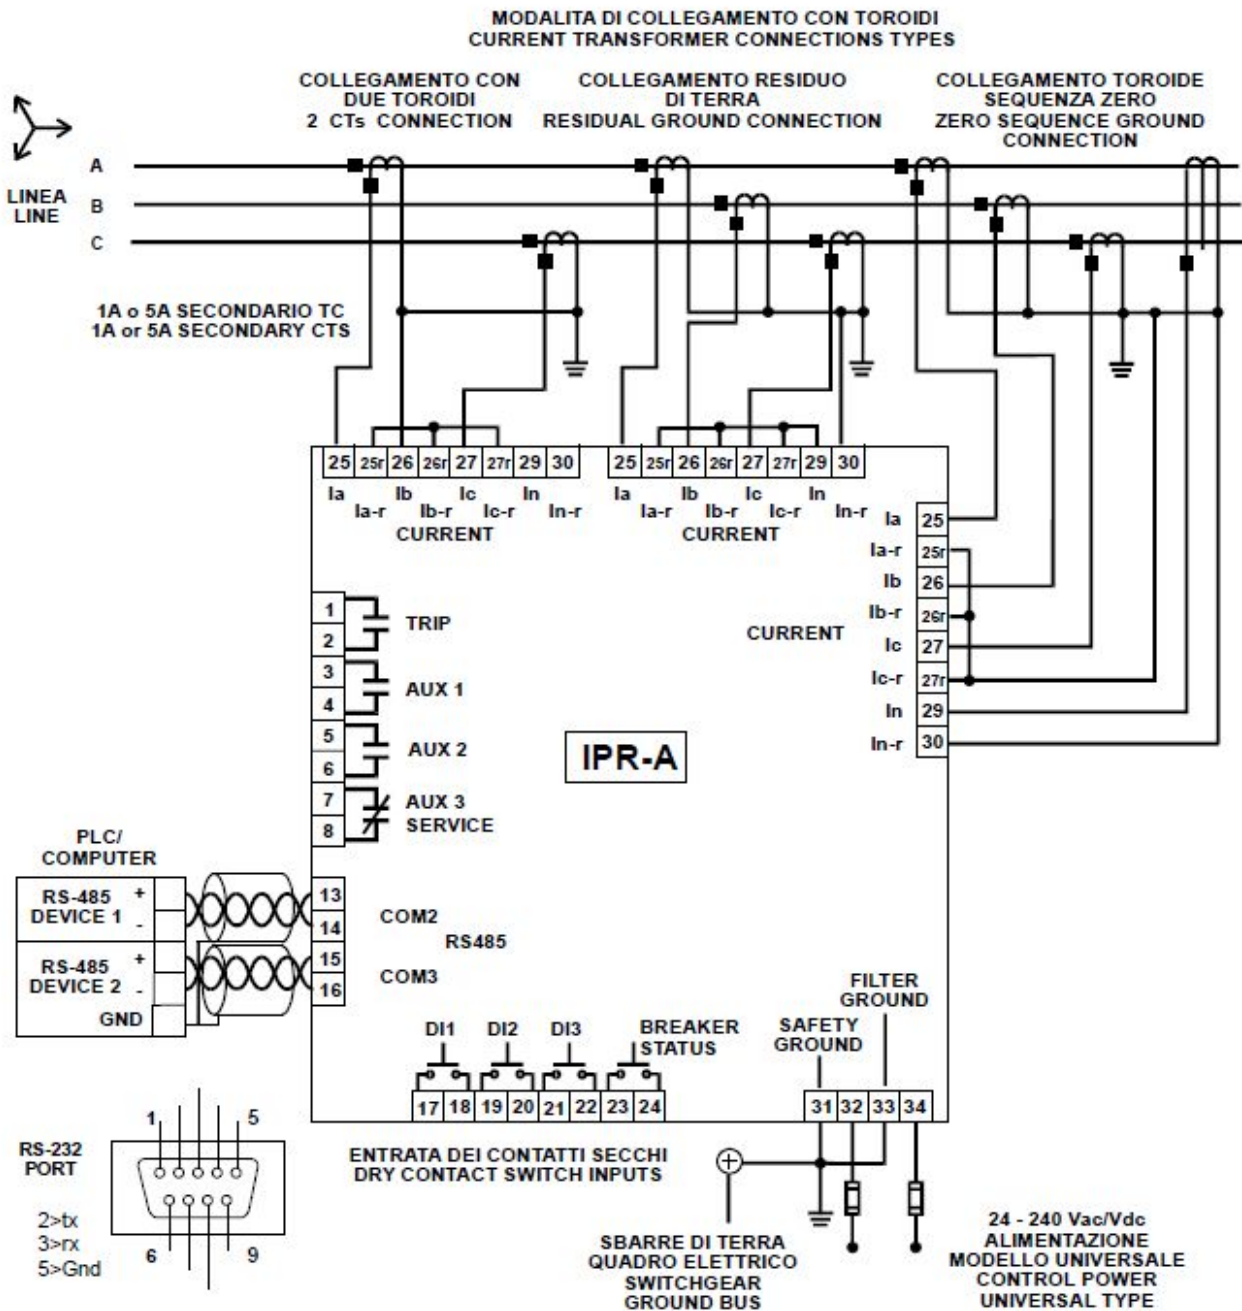 MODALITA DI COLLEGAMENTO CON TOROIDI
CURRENT TRANSFORMER CONNECTIONS TYPES
COLLEGAMENTO CON
DUE TOROIDI
2 CTs CONNECTION
COLLEGAMENTO RESIDUO
DI TERRA
RESIDUAL GROUND CONNECTION
COLLEGAMENTO TOROIDE
SEQUENZA ZERO
ZERO SEQUENCE GROUND
CONNECTION
LINEA
LINE
A
B
C
1A o 5A SECONDARIO TC
1A or 5A SECONDARY CTS
25 25r 26 26r 27 27r 29 30
Ia Ib Ic In
Ia-r Ib-r Ic-r In-r
CURRENT
25 25r 26 26r 27 27r 29 30
Ia Ib Ic In
Ia-r Ib-r Ic-r In-r
CURRENT
Ia 25
Ia-r 25r
Ib 26
Ib-r 26r
Ic 27
Ic-r 27r
In 29
In-r 30
CURRENT
1
2
TRIP
3
4
AUX 1
5
6
AUX 2
7
8
AUX 3
SERVICE
IPR-A
PLC/
COMPUTER
RS-485
DEVICE 1
+
-
RS-485
DEVICE 2
+
-
GND
13
14
15
16
COM2
RS485
COM3
DI1 DI2 DI3
BREAKER
STATUS
17 18 19 20 21 22 23 24
FILTER
GROUND
SAFETY
GROUND
31 32 33 34
ENTRATA DEI CONTATTI SECCHI
DRY CONTACT SWITCH INPUTS
RS-232
PORT
1 5
6 9
2>tx
3>rx
5>Gnd
SBARRE DI TERRA
QUADRO ELETTRICO
SWITCHGEAR
GROUND BUS
24 - 240 Vac/Vdc
ALIMENTAZIONE
MODELLO UNIVERSALE
CONTROL POWER
UNIVERSAL TYPE